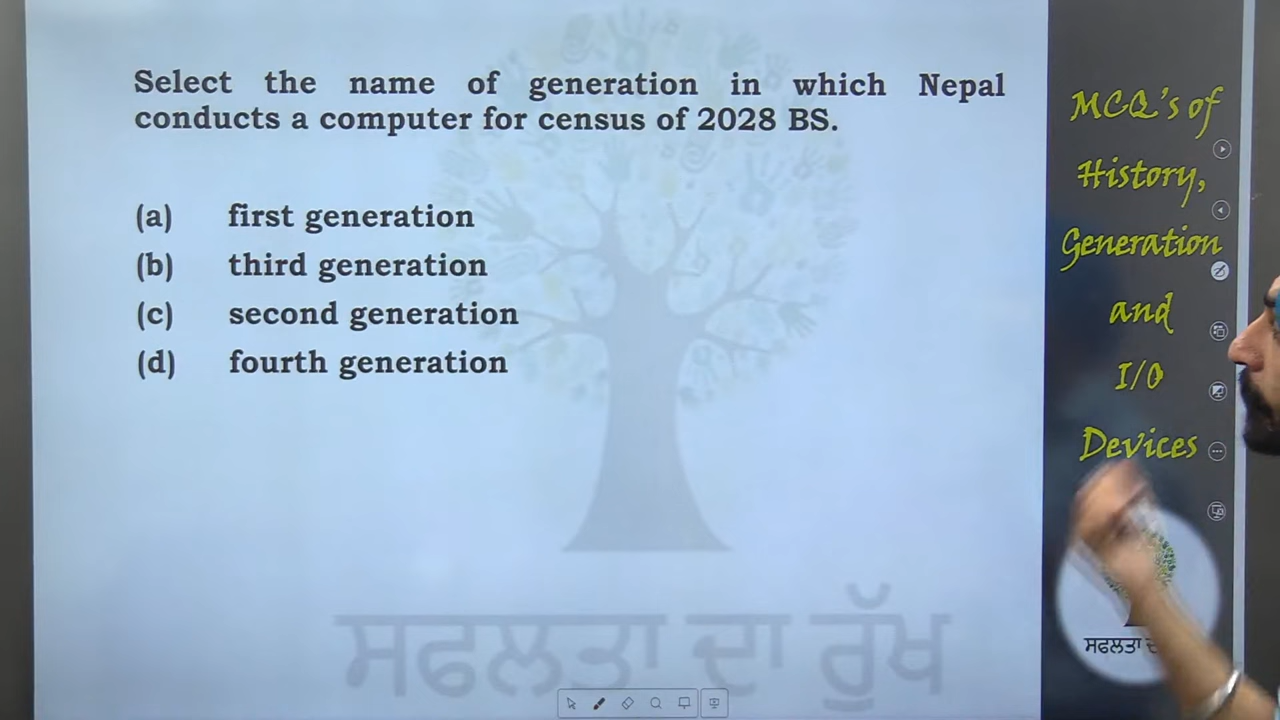 Select the name of generation in which Nepal
conducts a computer for census of 2028 BS.
(a) first generation
(b) third generation
(c) second generation
(d) fourth generation
ਸਫਲਤਾ ਦਾ ਰੁੱਖ
MCQ's of
History,
Generation
and
I/O
Devices
ਸਫਲਤਾ